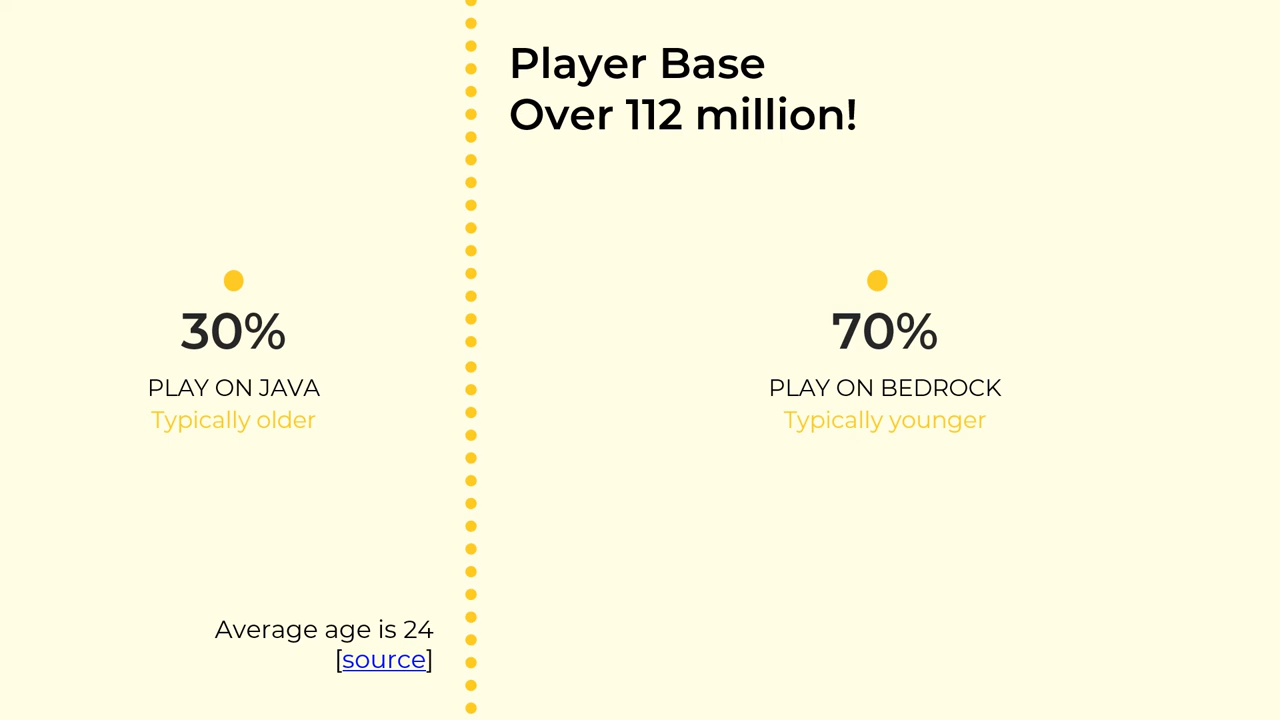 Player Base
Over 112 million!
30%
PLAY ON JAVA
Typically older
70%
PLAY ON BEDROCK
Typically younger
Average age is 24
[source]